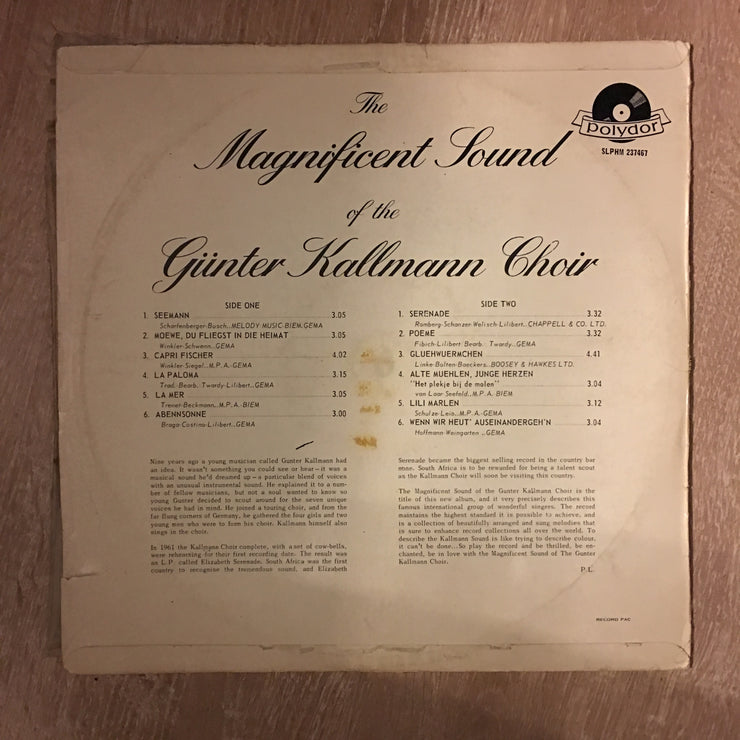 The
Magnificent Sound
of the
Günter Kallmann Choir
polydor
SLPHM 237467
SIDE ONE
1. SEEMANN 3.05
Scharfenberger-Busch..MELODY MUSIC-BIEM.GEMA
2. MOEWE, DU FLIEGST IN DIE HEIMAT 3.05
Winkler-Schwenn..GEMA
3. CAPRI FISCHER 4.02
Winkler-Siegel..M.P.A.-GEMA
4. LA PALOMA 3.15
Trad.-Bearb. Twardy-Lilibert..GEMA
5. LA MER 3.05
Trenet-Beckmann..M.P.A.-BIEM
6. ABENNSONNE 3.00
Braga-Costina-Lilibert..GEMA
SIDE TWO
1. SERENADE 3.32
Romberg-Schanzer-Welisch-Lilibert..CHAPPELL & CO. LTD.
2. POEME 3.32
Fibich-Lilibert-Bearb. Twardy..GEMA
3. GLUEHWUERMCHEN 4.41
Linke-Bolten-Baeckers..BOOSEY & HAWKES LTD.
4. ALTE MUEHLEN, JUNGE HERZEN
"Het plekje bij de molen" 3.04
van Laar-Seefold..M.P.A. BIEM
5. LILI MARLEN 3.12
Schulze-Leip..M.P.A.-GEMA
6. WENN WIR HEUT' AUSEINANDERGEH'N 3.04
Hoffmann-Weingarten ..GEMA
Nine years ago a young musician called Gunter Kallmann had
an idea. It wasn't something you could see or hear—it was a
musical sound he'd dreamed up—a particular blend of voices
with an unusual instrumental sound. He explained it to a num-
ber of fellow musicians, but not a soul wanted to know so
young Gunter decided to scout around for the seven unique
voices he had in mind. He joined a touring choir, and from the
far flung corners of Germany, he gathered the four girls and two
young men who were to form his choir. Kallmann himself also
sings in the choir.
In 1961 the Kallmann Choir complete, with a set of cow-bells,
were rehearsing for their first recording date. The result was
an L.P. called Elizabeth Serenade. South Africa was the first
country to recognise the tremendous sound, and Elizabeth
Serenade became the biggest selling record in the country bar
none. South Africa is to be rewarded for being a talent scout
as the Kallmann Choir will soon be visiting this country.
The Magnificent Sound of the Gunter Kallmann Choir is the
title of this new album, and it very precisely describes this
famous international group of wonderful singers. The record
maintains the highest standard it is possible to achieve, and
is a collection of beautifully arranged and sung melodies that
is sure to enhance record collections all over the world. To
describe the Kallmann Sound is like trying to describe colour,
it can't be done...So play the record and be thrilled, be en-
chanted, be in love with the Magnificent Sound of The Gunter
Kallmann Choir.
P.L.
RECORD PAC